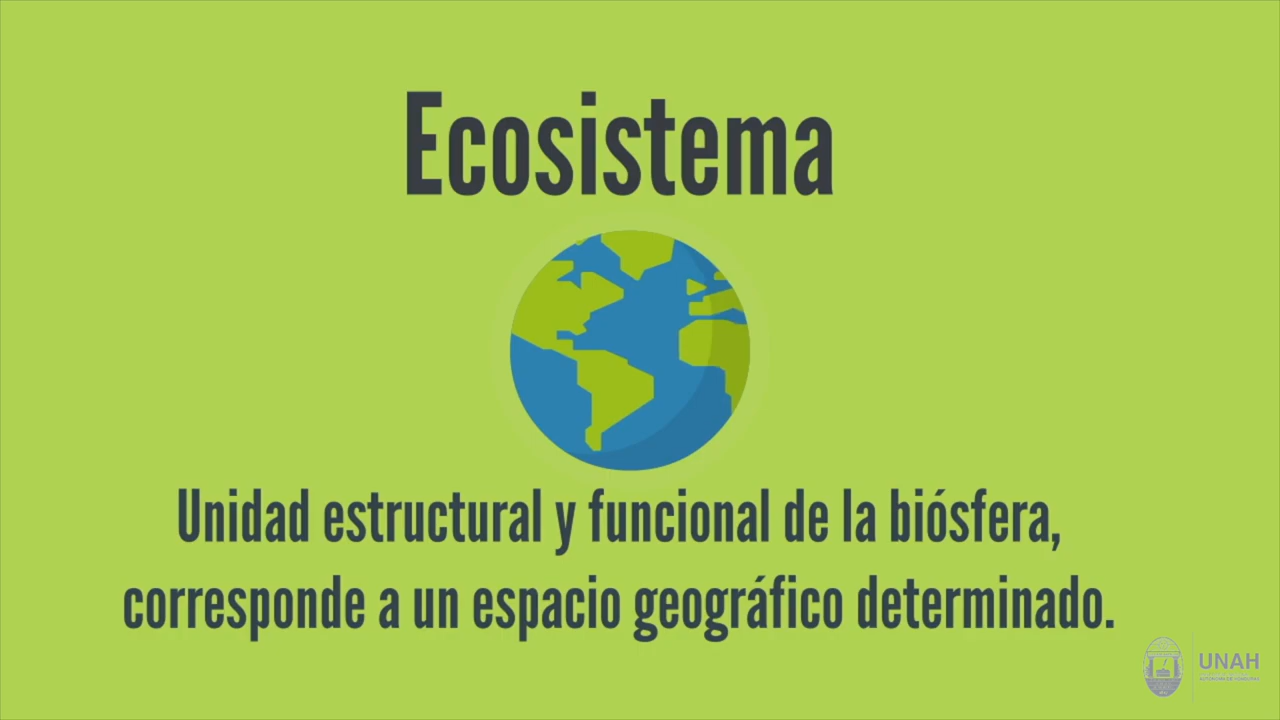 Ecosistema
Unidad estructural y funcional de la biósfera,
corresponde a un espacio geográfico determinado.
UNAH